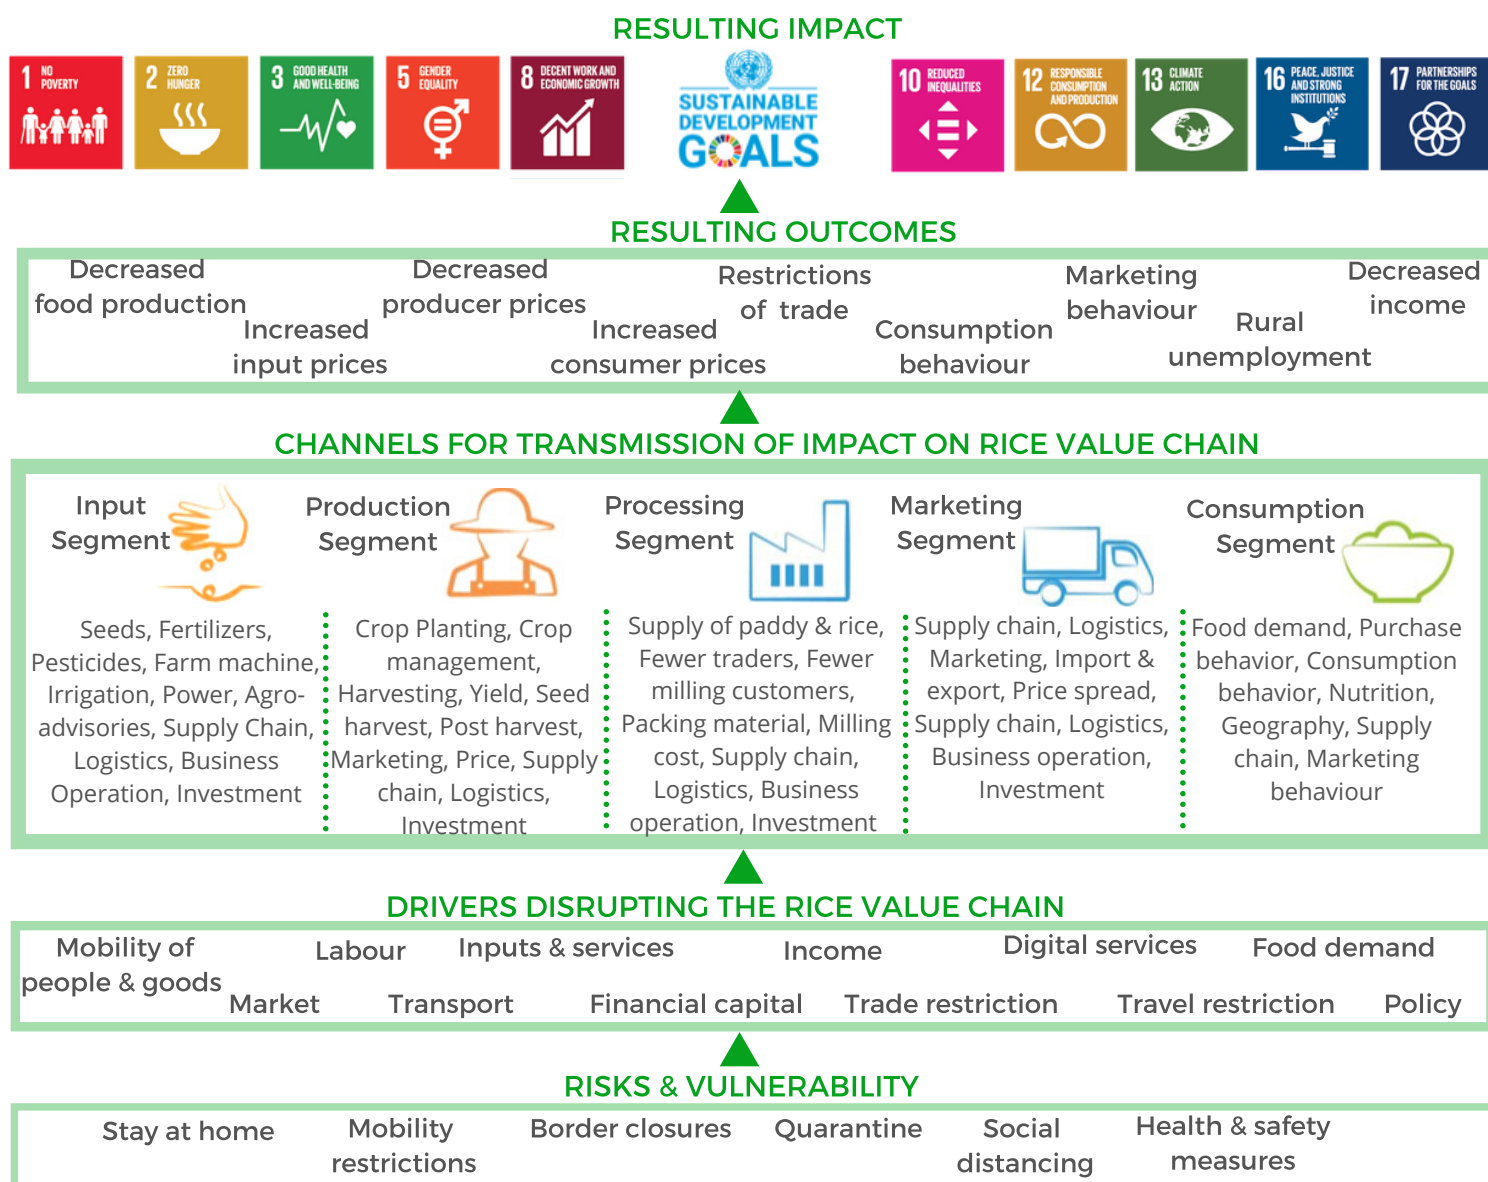 RESULTING IMPACT
1 NO POVERTY
2 ZERO HUNGER
3 GOOD HEALTH AND WELL-BEING
5 GENDER EQUALITY
8 DECENT WORK AND ECONOMIC GROWTH
SUSTAINABLE
DEVELOPMENT
GOALS
10 REDUCED INEQUALITIES
12 RESPONSIBLE CONSUMPTION AND PRODUCTION
13 CLIMATE ACTION
16 PEACE, JUSTICE AND STRONG INSTITUTIONS
17 PARTNERSHIPS FOR THE GOALS
RESULTING OUTCOMES
Decreased
food production
Increased
input prices
Decreased
producer prices
Increased
consumer prices
Restrictions
of trade
Consumption
behaviour
Marketing
behaviour
Rural
unemployment
Decreased
income
CHANNELS FOR TRANSMISSION OF IMPACT ON RICE VALUE CHAIN
Input
Segment
Seeds, Fertilizers,
Pesticides, Farm machine,
Irrigation, Power, Agro-
advisories, Supply Chain,
Logistics, Business
Operation, Investment
Production
Segment
Crop Planting, Crop
management,
Harvesting, Yield, Seed
harvest, Post harvest,
Marketing, Price, Supply
chain, Logistics,
Investment
Processing
Segment
Supply of paddy & rice,
Fewer traders, Fewer
milling customers,
Packing material, Milling
cost, Supply chain,
Logistics, Business
operation, Investment
Marketing
Segment
Supply chain, Logistics,
Marketing, Import &
export, Price spread,
Supply chain, Logistics,
Business operation,
Investment
Consumption
Segment
Food demand, Purchase
behavior, Consumption
behavior, Nutrition,
Geography, Supply
chain, Marketing
behaviour
DRIVERS DISRUPTING THE RICE VALUE CHAIN
Mobility of
people & goods
Market
Labour
Transport
Inputs & services
Financial capital
Income
Trade restriction
Digital services
Travel restriction
Food demand
Policy
RISKS & VULNERABILITY
Stay at home
Mobility
restrictions
Border closures
Quarantine
Social
distancing
Health & safety
measures